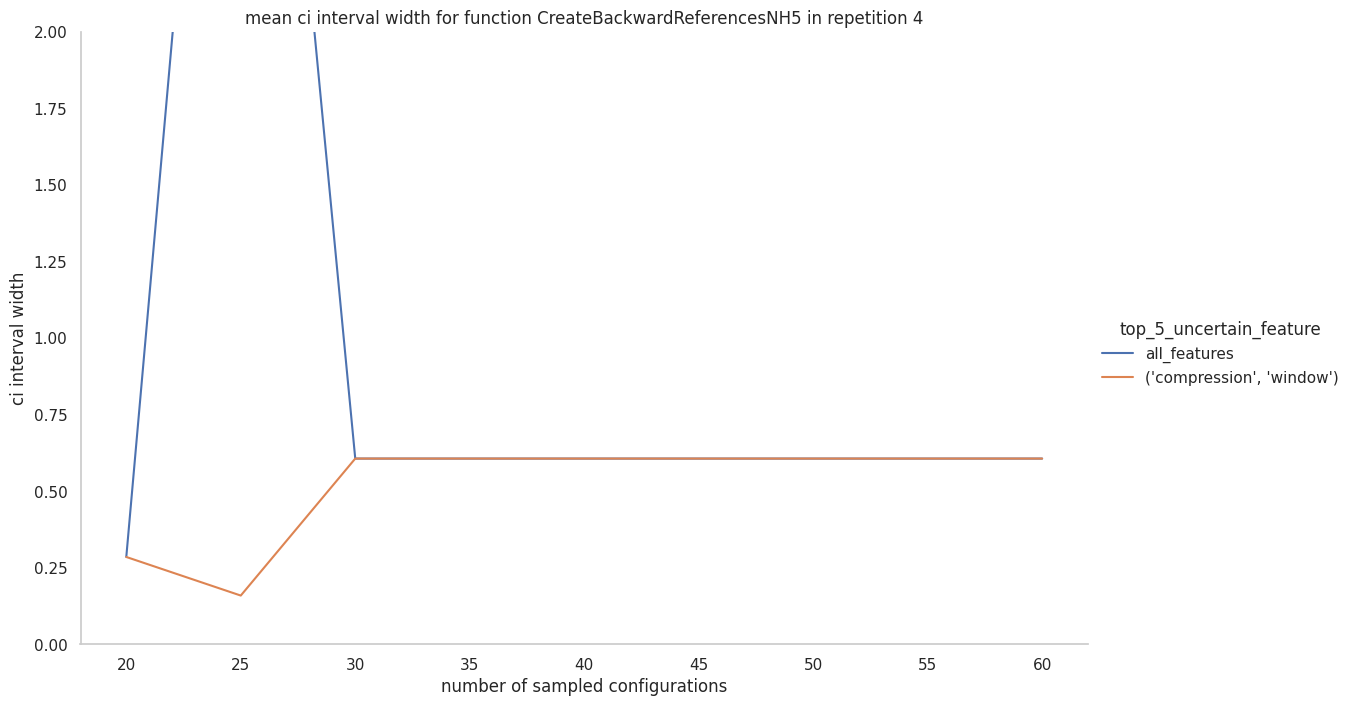 mean ci interval width for function CreateBackwardReferencesNH5 in repetition 4
2.00
1.75
1.50
1.25
1.00
0.75
0.50
0.25
0.00
ci interval width
20 25 30 35 40 45 50 55 60
number of sampled configurations
top_5_uncertain_feature
all_features
('compression', 'window')